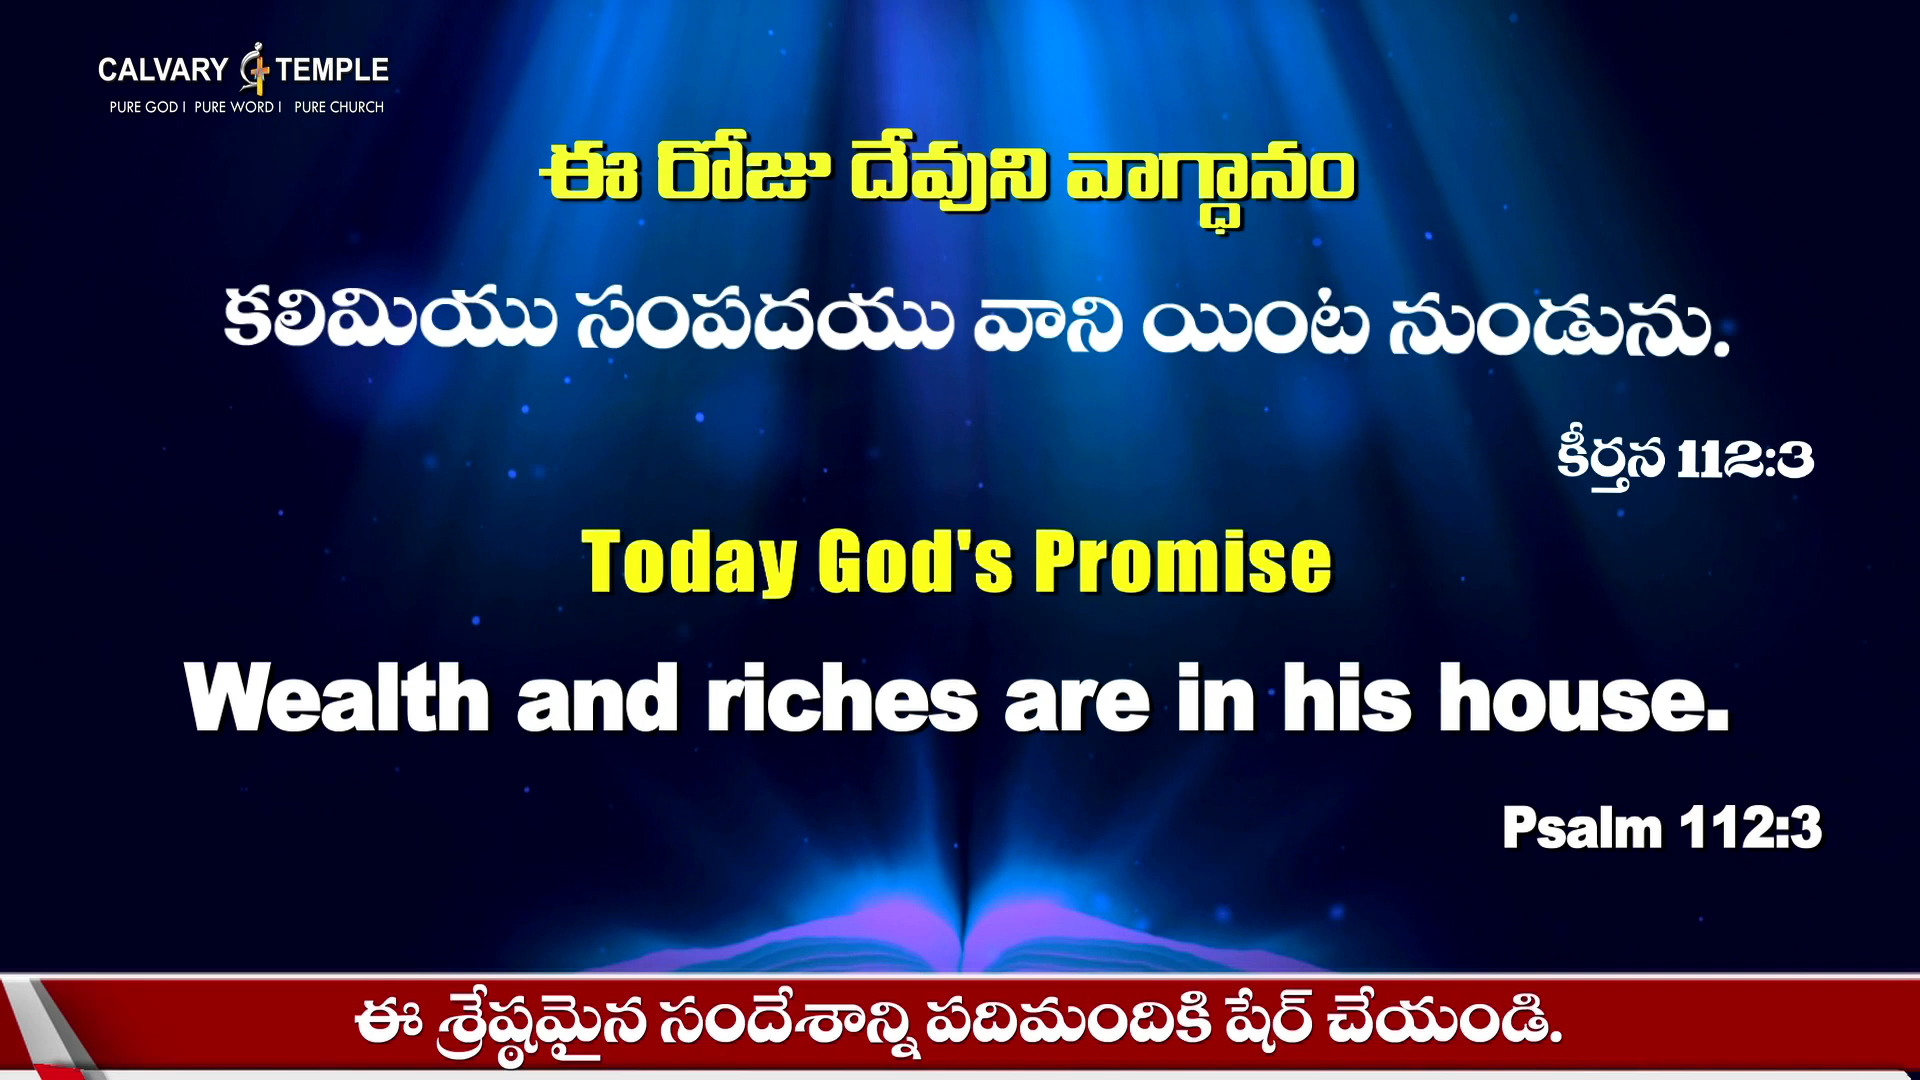 CALVARY TEMPLE
PURE GOD I PURE WORD I PURE CHURCH
ఈ రోజు దేవుని వాగ్ధానం
కలిమియు సంపదయు వాని యింట నుండును.
కీర్తన 112:3
Today God's Promise
Wealth and riches are in his house.
Psalm 112:3
ఈ శ్రేష్ఠమైన సందేశాన్ని పదిమందికి షేర్ చేయండి.